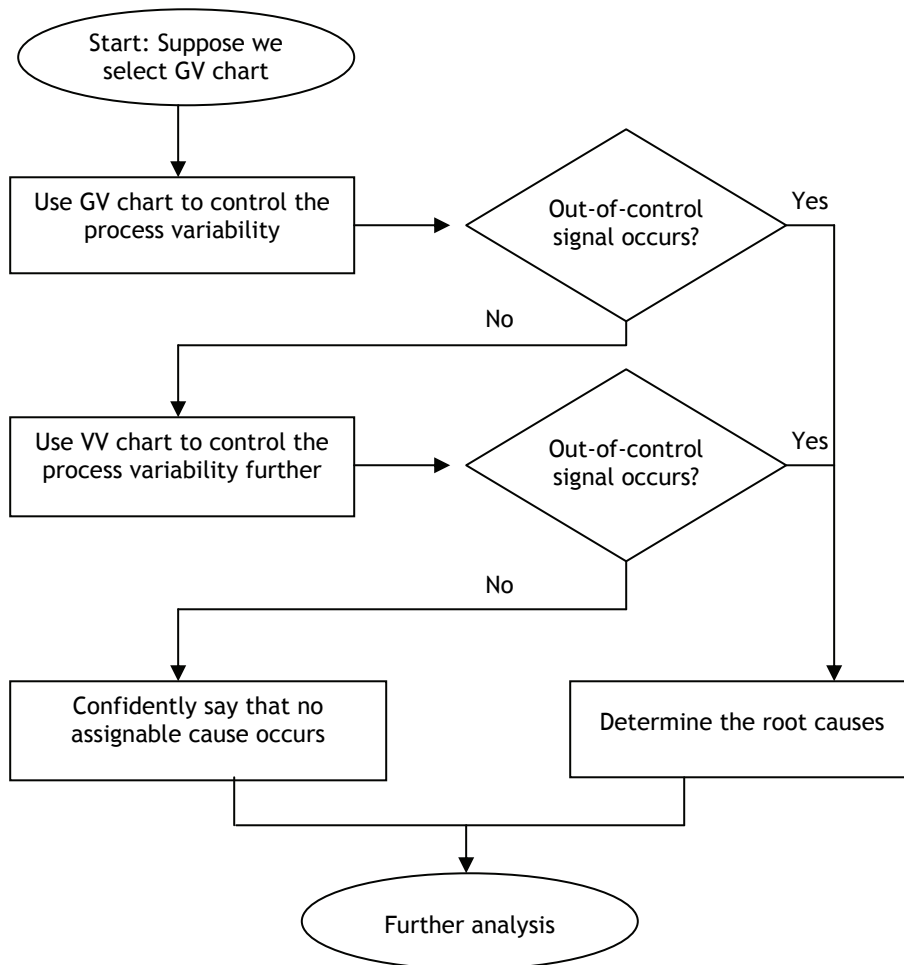 Start: Suppose we
select GV chart
Use GV chart to control the
process variability
Out-of-control
signal occurs?
Yes
No
Use VV chart to control the
process variability further
Out-of-control
signal occurs?
Yes
No
Confidently say that no
assignable cause occurs
Determine the root causes
Further analysis